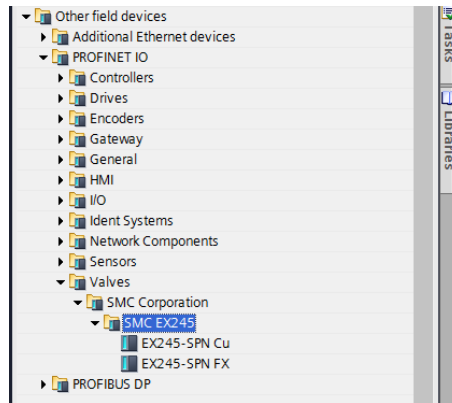 Other field devices
Additional Ethernet devices
PROFINET IO
Controllers
Drives
Encoders
Gateway
General
HMI
I/O
Ident Systems
Network Components
Sensors
Valves
SMC Corporation
SMC EX245
EX245-SPN Cu
EX245-SPN FX
PROFIBUS DP
Tasks
Libraries